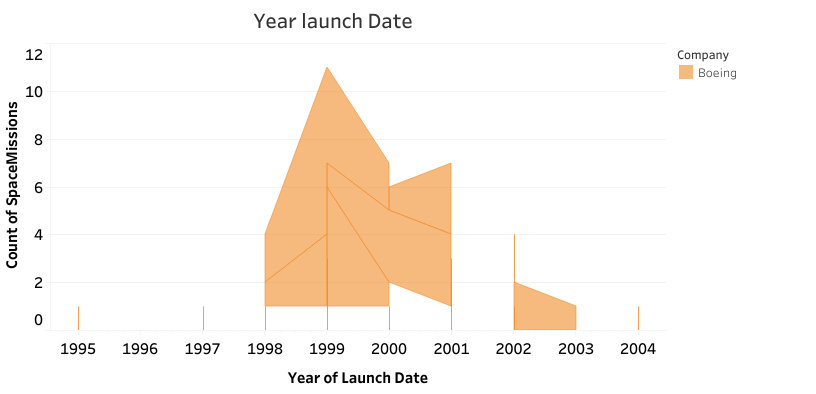 Year launch Date
Company
Boeing
Count of SpaceMissions
12
10
8
6
4
2
0
1995 1996 1997 1998 1999 2000 2001 2002 2003 2004
Year of Launch Date